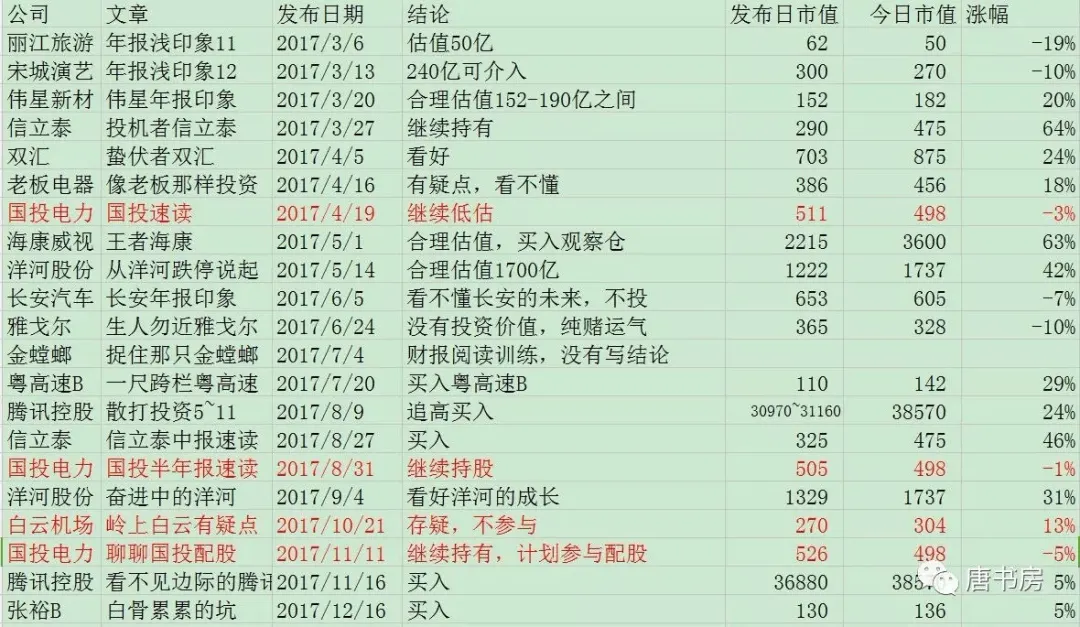 公司 文章 发布日期 结论 发布日市值 今日市值 涨幅
丽江旅游 年报浅印象11 2017/3/6 估值50亿 62 50 -19%
宋城演艺 年报浅印象12 2017/3/13 240亿可介入 300 270 -10%
伟星新材 伟星年报印象 2017/3/20 合理估值152-190亿之间 152 182 20%
信立泰 投机者信立泰 2017/3/27 继续持有 290 475 64%
双汇 蛰伏者双汇 2017/4/5 看好 703 875 24%
老板电器 像老板那样投资 2017/4/16 有疑点，看不懂 386 456 18%
国投电力 国投速读 2017/4/19 继续低估 511 498 -3%
海康威视 王者海康 2017/5/1 合理估值，买入观察仓 2215 3600 63%
洋河股份 从洋河跌停说起 2017/5/14 合理估值1700亿 1222 1737 42%
长安汽车 长安年报印象 2017/6/5 看不懂长安的未来，不投 653 605 -7%
雅戈尔 生人勿近雅戈尔 2017/6/24 没有投资价值，纯赌运气 365 328 -10%
金螳螂 捉住那只金螳螂 2017/7/4 财报阅读训练，没有写结论
粤高速B 一尺跨栏粤高速 2017/7/20 买入粤高速B 110 142 29%
腾讯控股 散打投资5~11 2017/8/9 追高买入 30970~31160 38570 24%
信立泰 信立泰中报速读 2017/8/27 买入 325 475 46%
国投电力 国投半年报速读 2017/8/31 继续持股 505 498 -1%
洋河股份 奋进中的洋河 2017/9/4 看好洋河的成长 1329 1737 31%
白云机场 岭上白云有疑点 2017/10/21 存疑，不参与 270 304 13%
国投电力 聊聊国投配股 2017/11/11 继续持有，计划参与配股 526 498 -5%
腾讯控股 看不见边际的腾讯 2017/11/16 买入 36880 5%
张裕B 白骨累累的坑 2017/12/16 买入 130 136 5%
唐书房